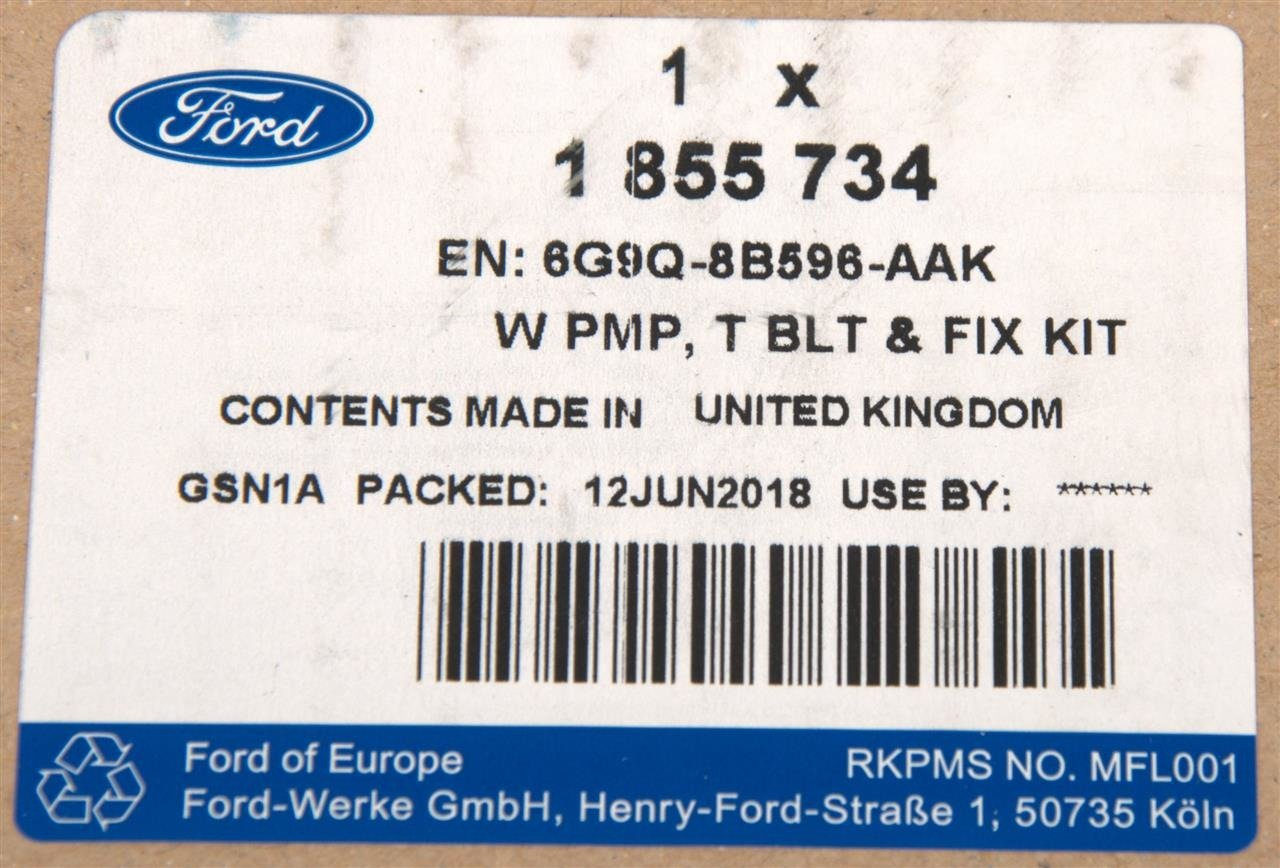 Ford
1 x
1 855 734
EN: 6G9Q-8B596-AAK
W PMP, T BLT & FIX KIT
CONTENTS MADE IN UNITED KINGDOM
GSN1A PACKED: 12JUN2018 USE BY: ******
Ford of Europe RKPMS NO. MFL001
Ford-Werke GmbH, Henry-Ford-Straße 1, 50735 Köln